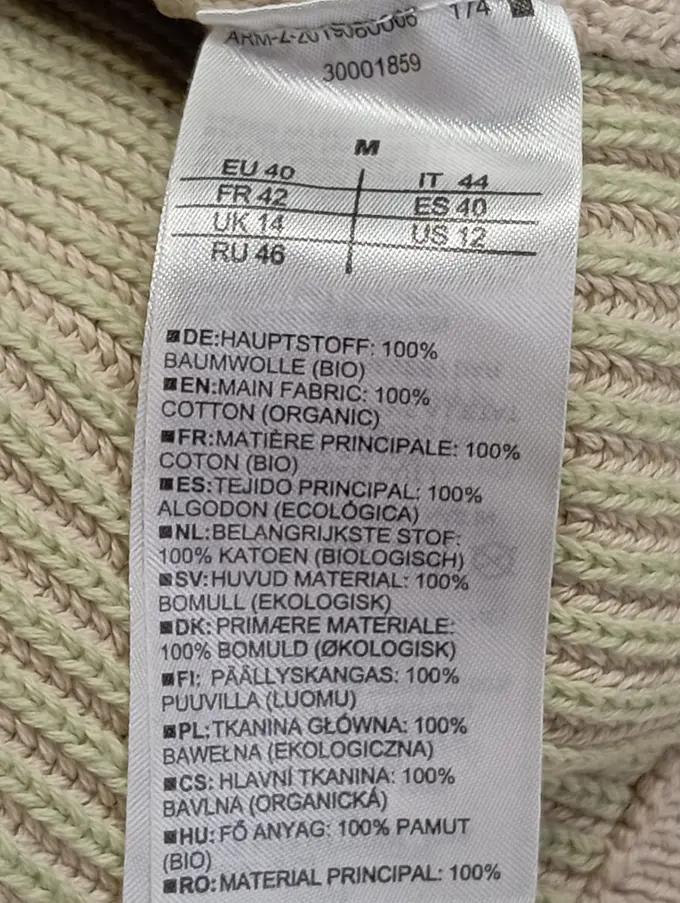 ARM-Z-2019080006 1/4
30001859
M
EU 40 IT 44
FR 42 ES 40
UK 14 US 12
RU 46
DE:HAUPTSTOFF: 100%
BAUMWOLLE (BIO)
EN:MAIN FABRIC: 100%
COTTON (ORGANIC)
FR:MATIÈRE PRINCIPALE: 100%
COTON (BIO)
ES:TEJIDO PRINCIPAL: 100%
ALGODON (ECOLÓGICA)
NL:BELANGRIJKSTE STOF:
100% KATOEN (BIOLOGISCH)
SV:HUVUD MATERIAL: 100%
BOMULL (EKOLOGISK)
DK: PRIMÆRE MATERIALE:
100% BOMULD (ØKOLOGISK)
FI: PÄÄLLYSKANGAS: 100%
PUUVILLA (LUOMU)
PL:TKANINA GŁÓWNA: 100%
BAWEŁNA (EKOLOGICZNA)
CS: HLAVNÍ TKANINA: 100%
BAVLNA (ORGANICKÁ)
HU: FŐ ANYAG: 100% PAMUT
(BIO)
RO: MATERIAL PRINCIPAL: 100%